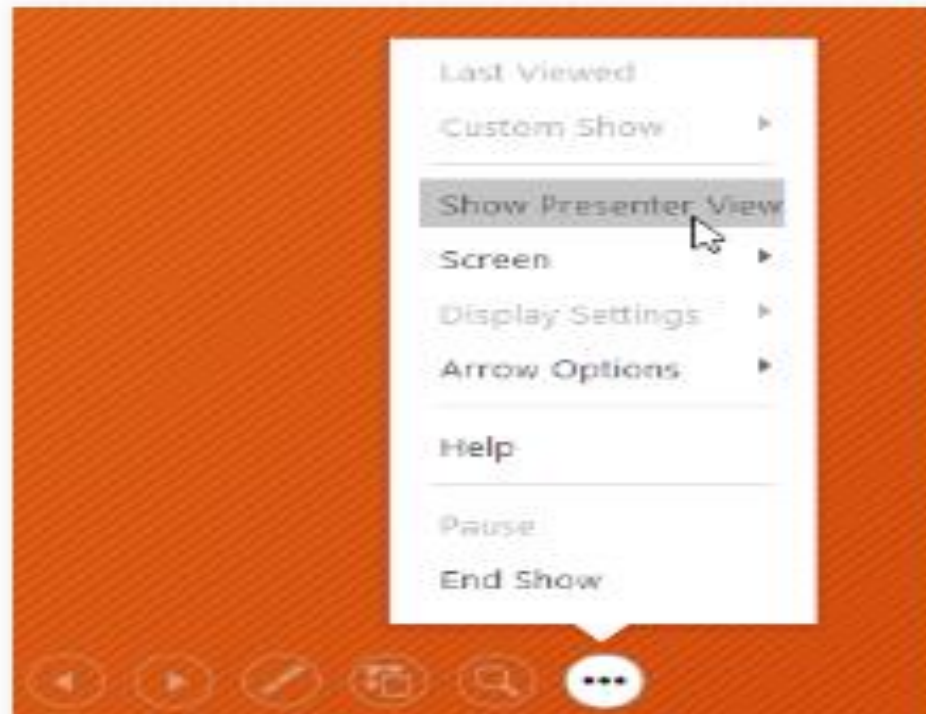 Last Viewed
Custom Show
Show Presenter View
Screen
Display Settings
Arrow Options
Help
Pause
End Show